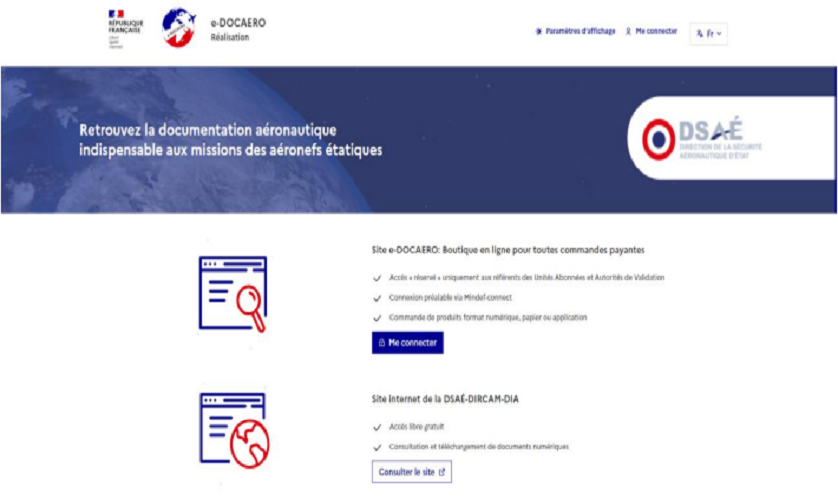 RÉPUBLIQUE
FRANÇAISE
e-DOCAERO
Réalisation
Paramètres d'affichage
Me connecter
Fr
Retrouvez la documentation aéronautique
indispensable aux missions des aéronefs étatiques
DSAÉ
DIRECTION DE LA SÉCURITÉ
AÉRONAUTIQUE D'ÉTAT
Site e-DOCAERO: Boutique en ligne pour toutes commandes payantes
Accès « réservé » uniquement aux référents des Unités Abonnées et Autorités de Validation
Connexion préalable via Mindef-connect
Commande de produits format numérique, papier ou application
Me connecter
Site internet de la DSAÉ-DIRCAM-DIA
Accès libre gratuit
Consultation et téléchargement de documents numériques
Consulter le site